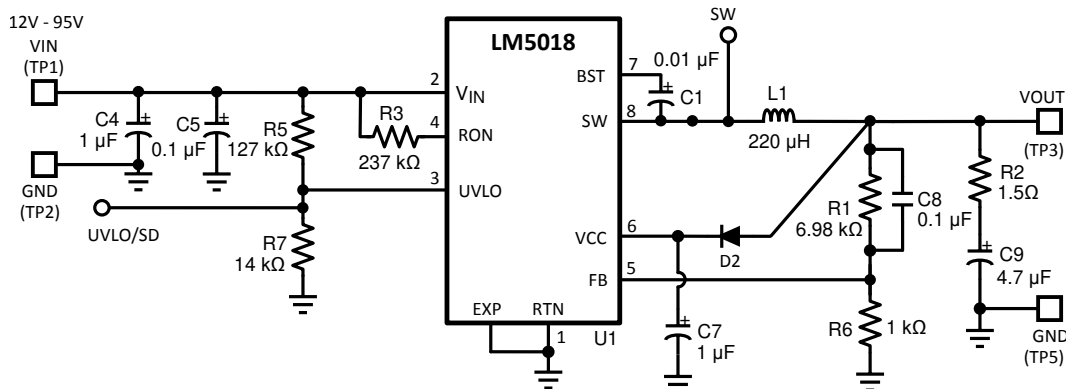 12V - 95V
VIN
(TP1)
C4
+
1 µF
C5
+
0.1 µF
R5
127 kΩ
R3
237 kΩ
GND
(TP2)
UVLO/SD
R7
14 kΩ
LM5018
2
VIN
4
RON
3
UVLO
BST
7
SW
8
VCC
6
FB
5
EXP
RTN
1
U1
0.01 µF
+
C1
SW
L1
220 µH
VOUT
(TP3)
R2
1.5Ω
R1
6.98 kΩ
C8
0.1 µF
D2
+
C9
4.7 µF
+
C7
1 µF
R6
1 kΩ
GND
(TP5)